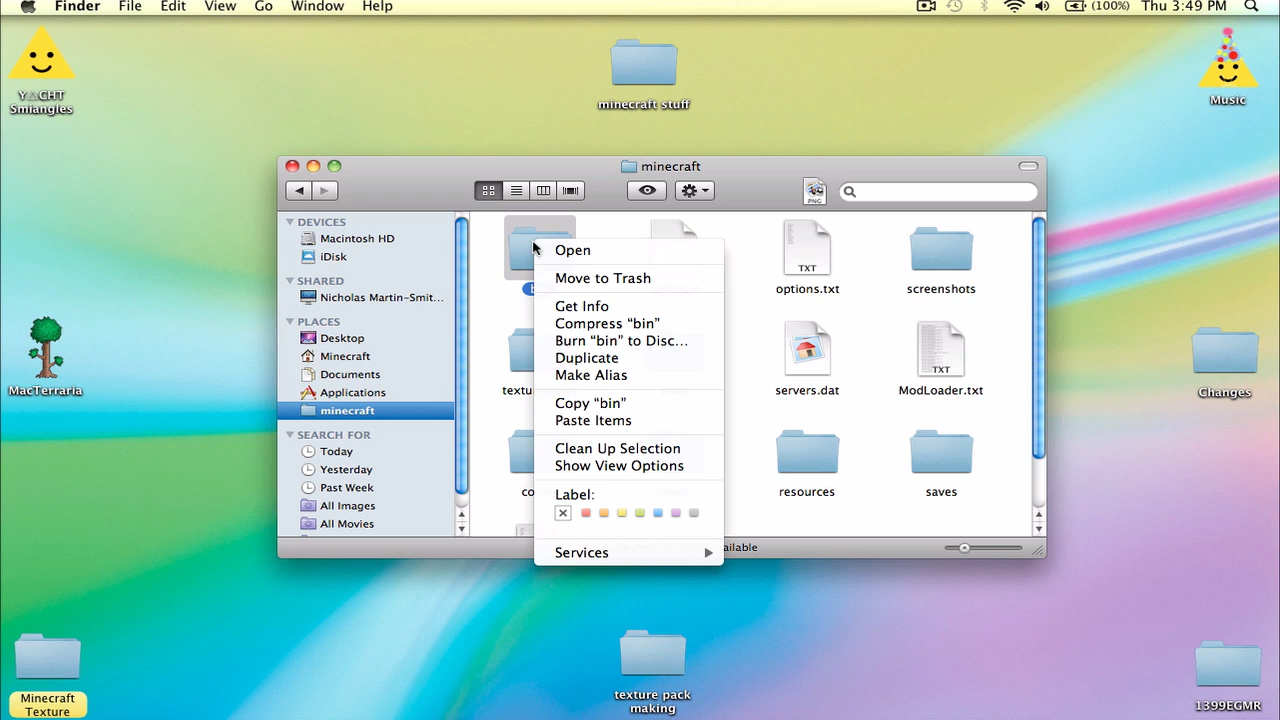 Finder File Edit View Go Window Help (100%) Thu 3:49 PM
Y△CHT
Smiangles
minecraft stuff
Music
minecraft
PNG
DEVICES
Macintosh HD
iDisk
SHARED
Nicholas Martin-Smit...
PLACES
Desktop
Minecraft
Documents
Applications
minecraft
SEARCH FOR
Today
Yesterday
Past Week
All Images
All Movies
TXT
options.txt
screenshots
servers.dat
TXT
ModLoader.txt
resources
saves
Open
Move to Trash
Get Info
Compress “bin”
Burn “bin” to Disc...
Duplicate
Make Alias
Copy “bin”
Paste Items
Clean Up Selection
Show View Options
Label:
Services
MacTerraria
Changes
Minecraft
Texture
texture pack
making
1399EGMR